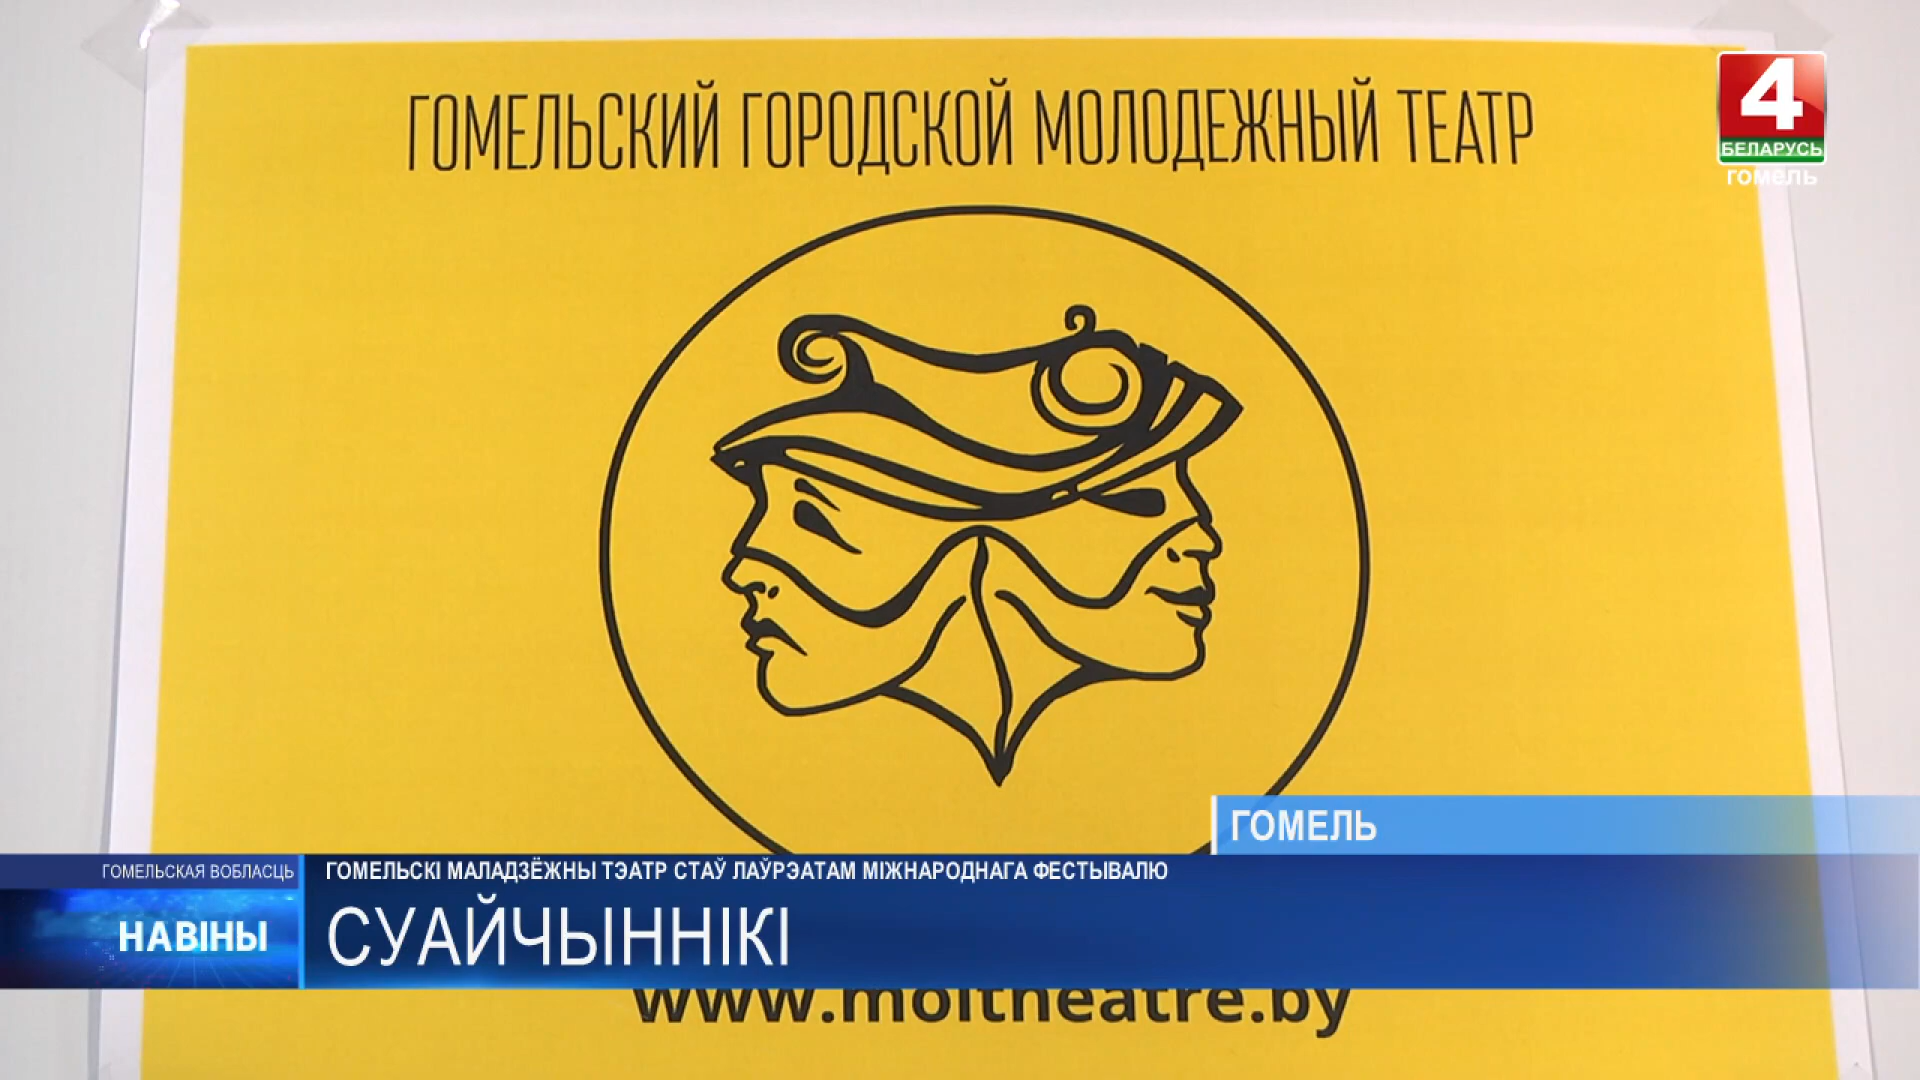 ГОМЕЛЬСКИЙ ГОРОДСКОЙ МОЛОДЕЖНЫЙ ТЕАТР
4
БЕЛАРУСЬ
гомель
ГОМЕЛЬ
ГОМЕЛЬСКАЯ ВОБЛАСЦЬ
НАВІНЫ
ГОМЕЛЬСКІ МАЛАДЗЁЖНЫ ТЭАТР СТАЎ ЛАЎРЭАТАМ МІЖНАРОДНАГА ФЕСТЫВАЛЮ
СУАЙЧЫННІКІ
www.moltheatre.by